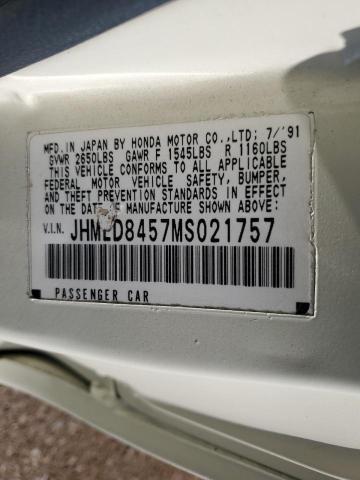 MFD. IN JAPAN BY HONDA MOTOR CO.,LTD; 7/'91
GVWR 2650LBS GAWR F 1545LBS R 1160LBS
THIS VEHICLE CONFORMS TO ALL APPLICABLE
FEDERAL MOTOR VEHICLE SAFETY, BUMPER,
AND THEFT PREVENTION STANDARDS IN EFFECT
ON THE DATE OF MANUFACTURE SHOWN ABOVE.
V.I.N. JHMED8457MS021757
PASSENGER CAR